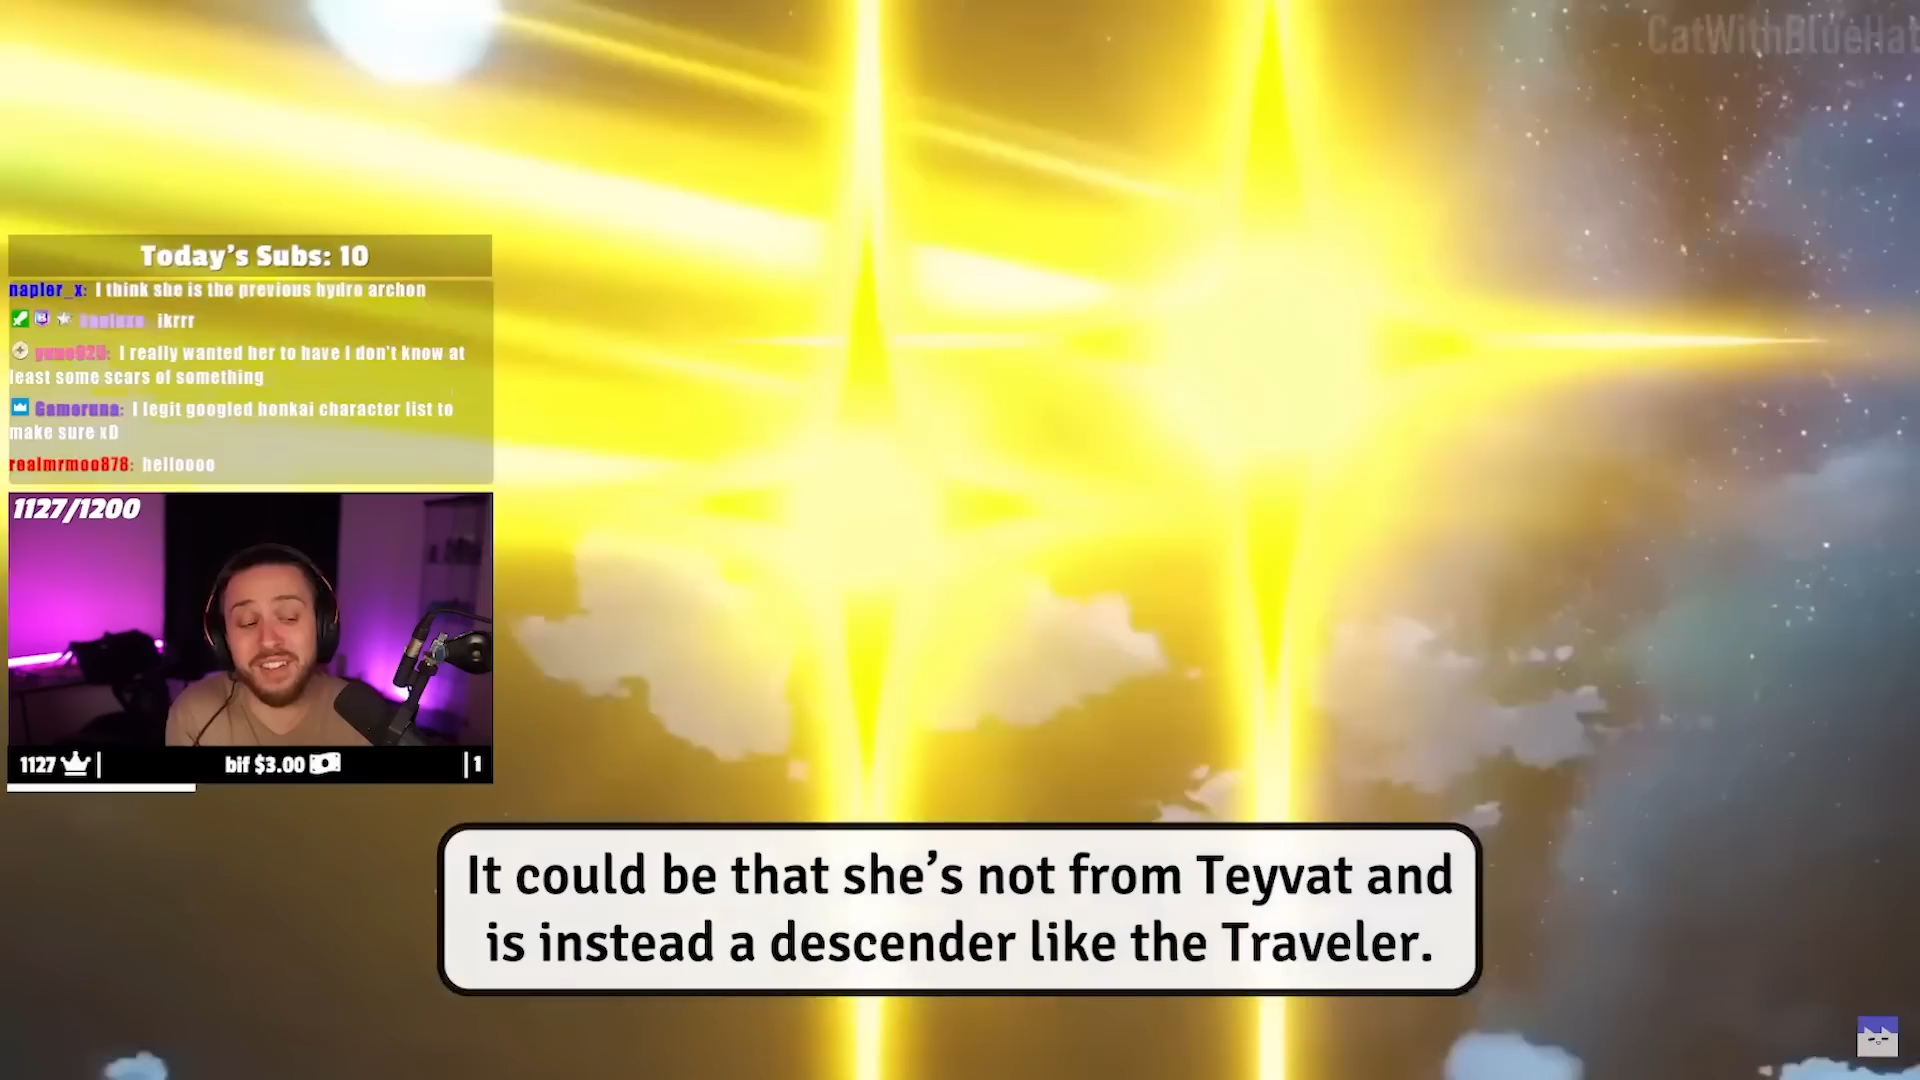 CatWithBlueHat
Today's Subs: 10
napler_x: I think she is the previous hydro archon
ikrrr
yuno925: I really wanted her to have I don't know at
least some scars of something
Gameruna: I legit googled honkai character list to
make sure xD
realmrmoo878: helloooo
1127/1200
1127
bif $3.00
1
It could be that she's not from Teyvat and
is instead a descender like the Traveler.